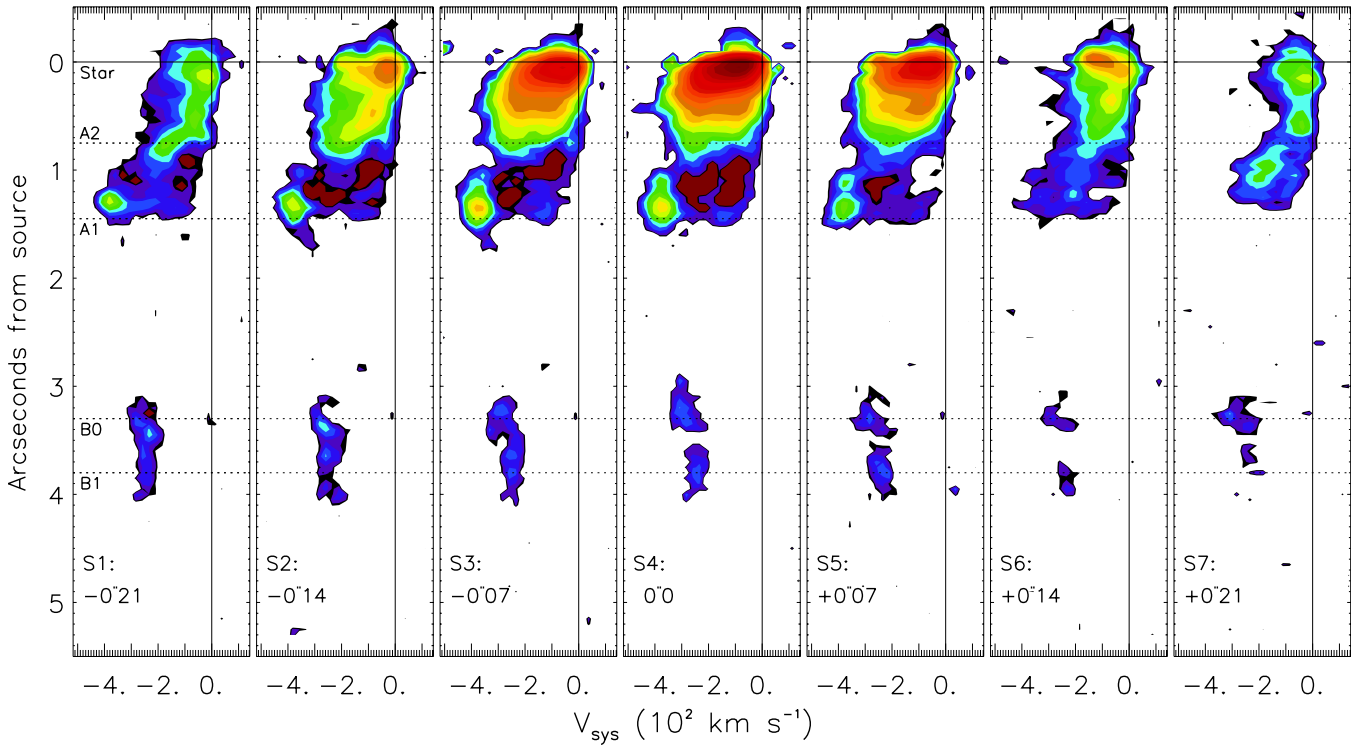 Arcseconds from source
0
1
2
3
4
5
Star
A2
A1
B0
B1
S1:
−0"21
S2:
−0"14
S3:
−0"07
S4:
0"0
S5:
+0"07
S6:
+0"14
S7:
+0"21
−4. −2. 0.
−4. −2. 0.
−4. −2. 0.
−4. −2. 0.
−4. −2. 0.
−4. −2. 0.
−4. −2. 0.
V_sys (10² km s⁻¹)